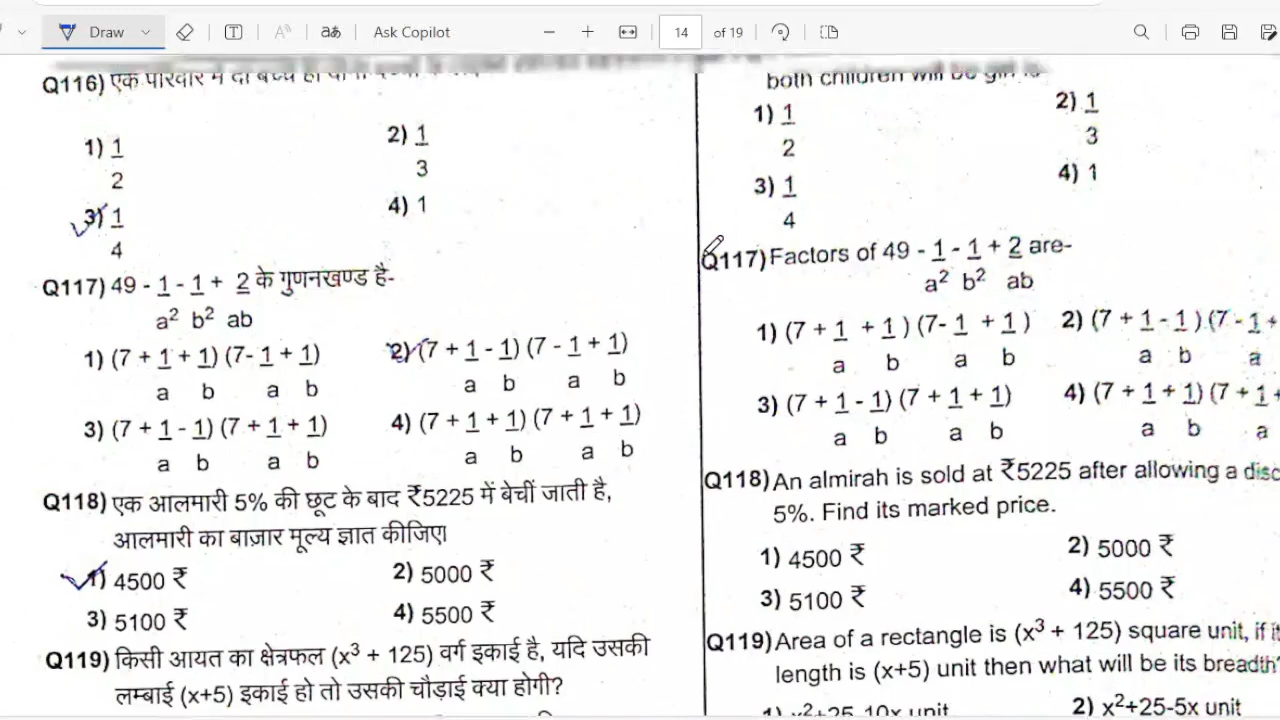 Draw
aあ
Ask Copilot
14 of 19
Q116) एक परिवार में दो बच्चे हो
1) 1
2
2) 1
3
3) 1
4
4) 1
Q117) 49 - 1 - 1 + 2 के गुणनखण्ड है-
a² b² ab
1) (7 + 1 + 1) (7- 1 + 1)
a b a b
2) (7 + 1 - 1) (7 - 1 + 1)
a b a b
3) (7 + 1 - 1) (7 + 1 + 1)
a b a b
4) (7 + 1 + 1) (7 + 1 + 1)
a b a b
Q118) एक आलमारी 5% की छूट के बाद ₹5225 में बेचीं जाती है,
आलमारी का बाज़ार मूल्य ज्ञात कीजिए।
1) 4500 ₹
2) 5000 ₹
3) 5100 ₹
4) 5500 ₹
Q119) किसी आयत का क्षेत्रफल (x³ + 125) वर्ग इकाई है, यदि उसकी
लम्बाई (x+5) इकाई हो तो उसकी चौड़ाई क्या होगी?
both children will be girl is
1) 1
2
2) 1
3
3) 1
4
4) 1
Q117) Factors of 49 - 1 - 1 + 2 are-
a² b² ab
1) (7 + 1 + 1) (7- 1 + 1)
a b a b
2) (7 + 1 - 1) (7 - 1 +
a b a
3) (7 + 1 - 1) (7 + 1 + 1)
a b a b
4) (7 + 1 + 1) (7 + 1 +
a b a
Q118) An almirah is sold at ₹5225 after allowing a disc
5%. Find its marked price.
1) 4500 ₹
2) 5000 ₹
3) 5100 ₹
4) 5500 ₹
Q119) Area of a rectangle is (x³ + 125) square unit, if it
length is (x+5) unit then what will be its breadth?
1) x²+25-10x unit
2) x²+25-5x unit